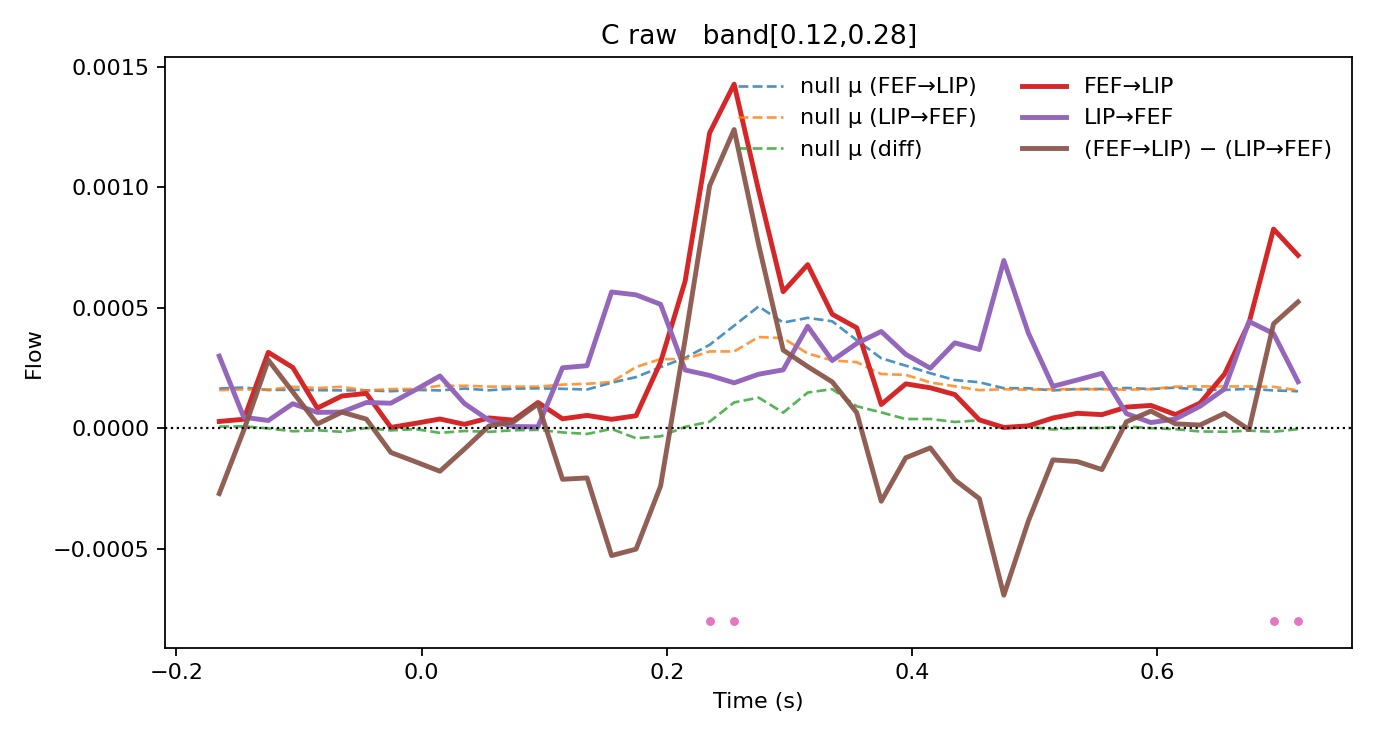 C raw   band[0.12,0.28]
0.0015
0.0010
0.0005
0.0000
−0.0005
Flow
null μ (FEF→LIP)
null μ (LIP→FEF)
null μ (diff)
FEF→LIP
LIP→FEF
(FEF→LIP) − (LIP→FEF)
−0.2
0.0
0.2
0.4
0.6
Time (s)